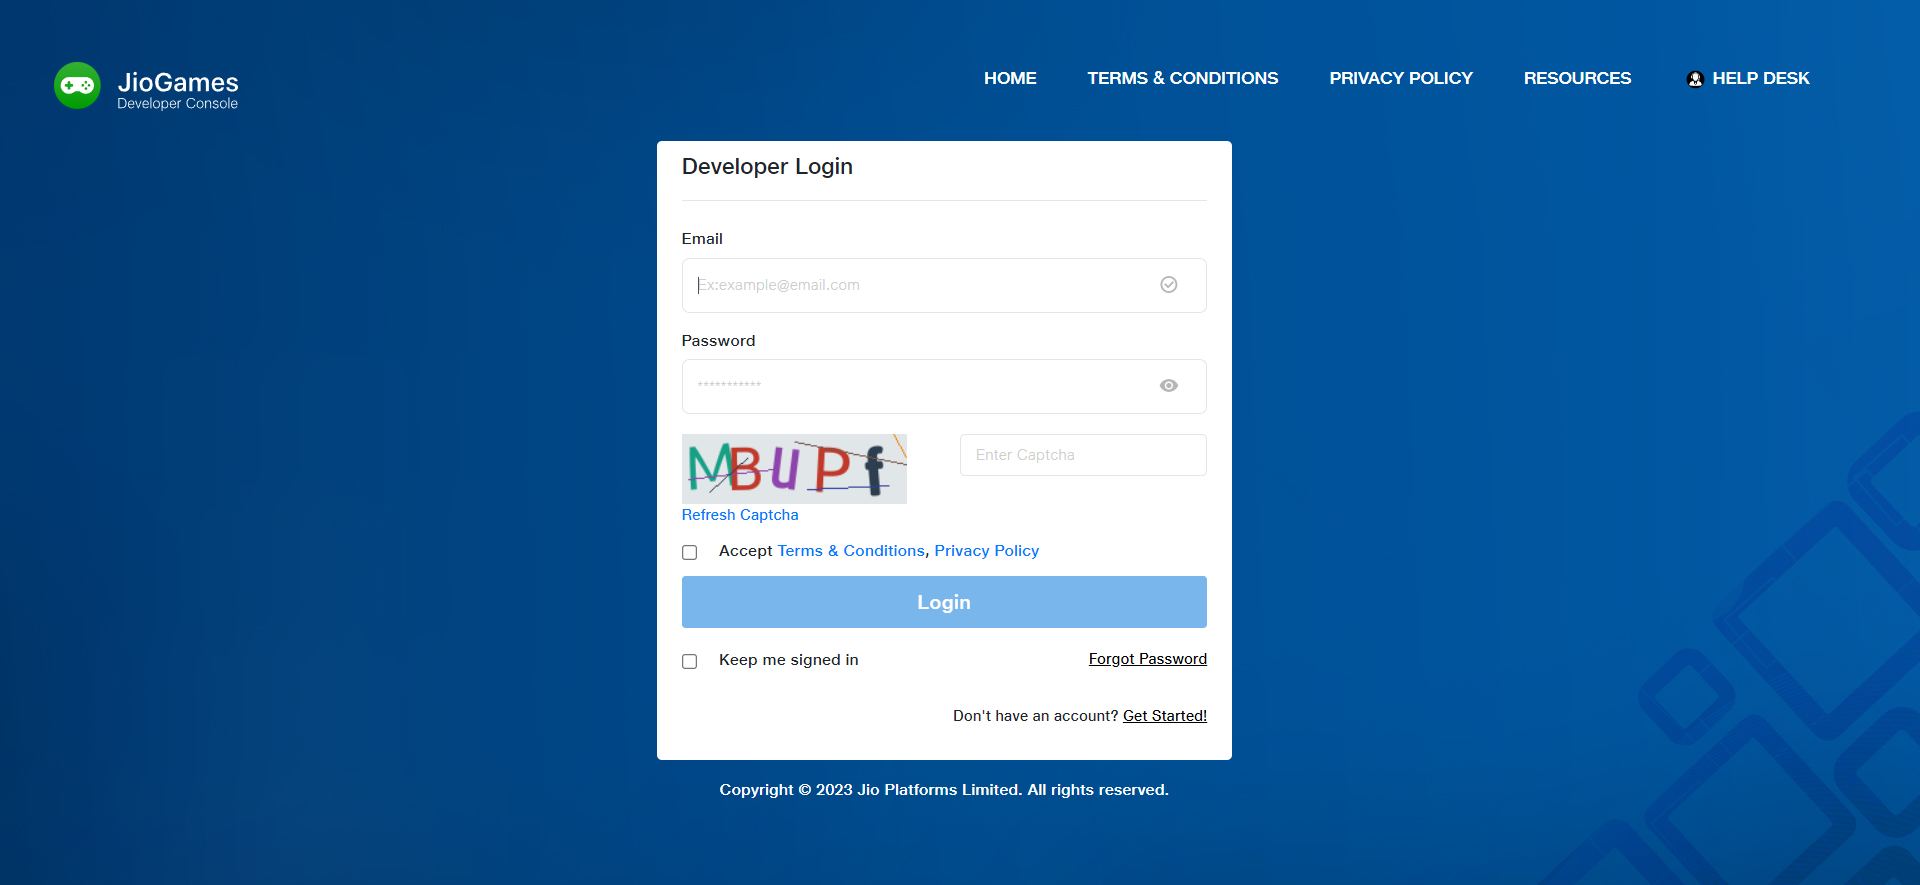 JioGames
Developer Console
HOME
TERMS & CONDITIONS
PRIVACY POLICY
RESOURCES
HELP DESK
Developer Login
Email
Ex:example@email.com
Password
***********
MBUPf
Enter Captcha
Refresh Captcha
Accept Terms & Conditions, Privacy Policy
Login
Keep me signed in
Forgot Password
Don't have an account? Get Started!
Copyright © 2023 Jio Platforms Limited. All rights reserved.